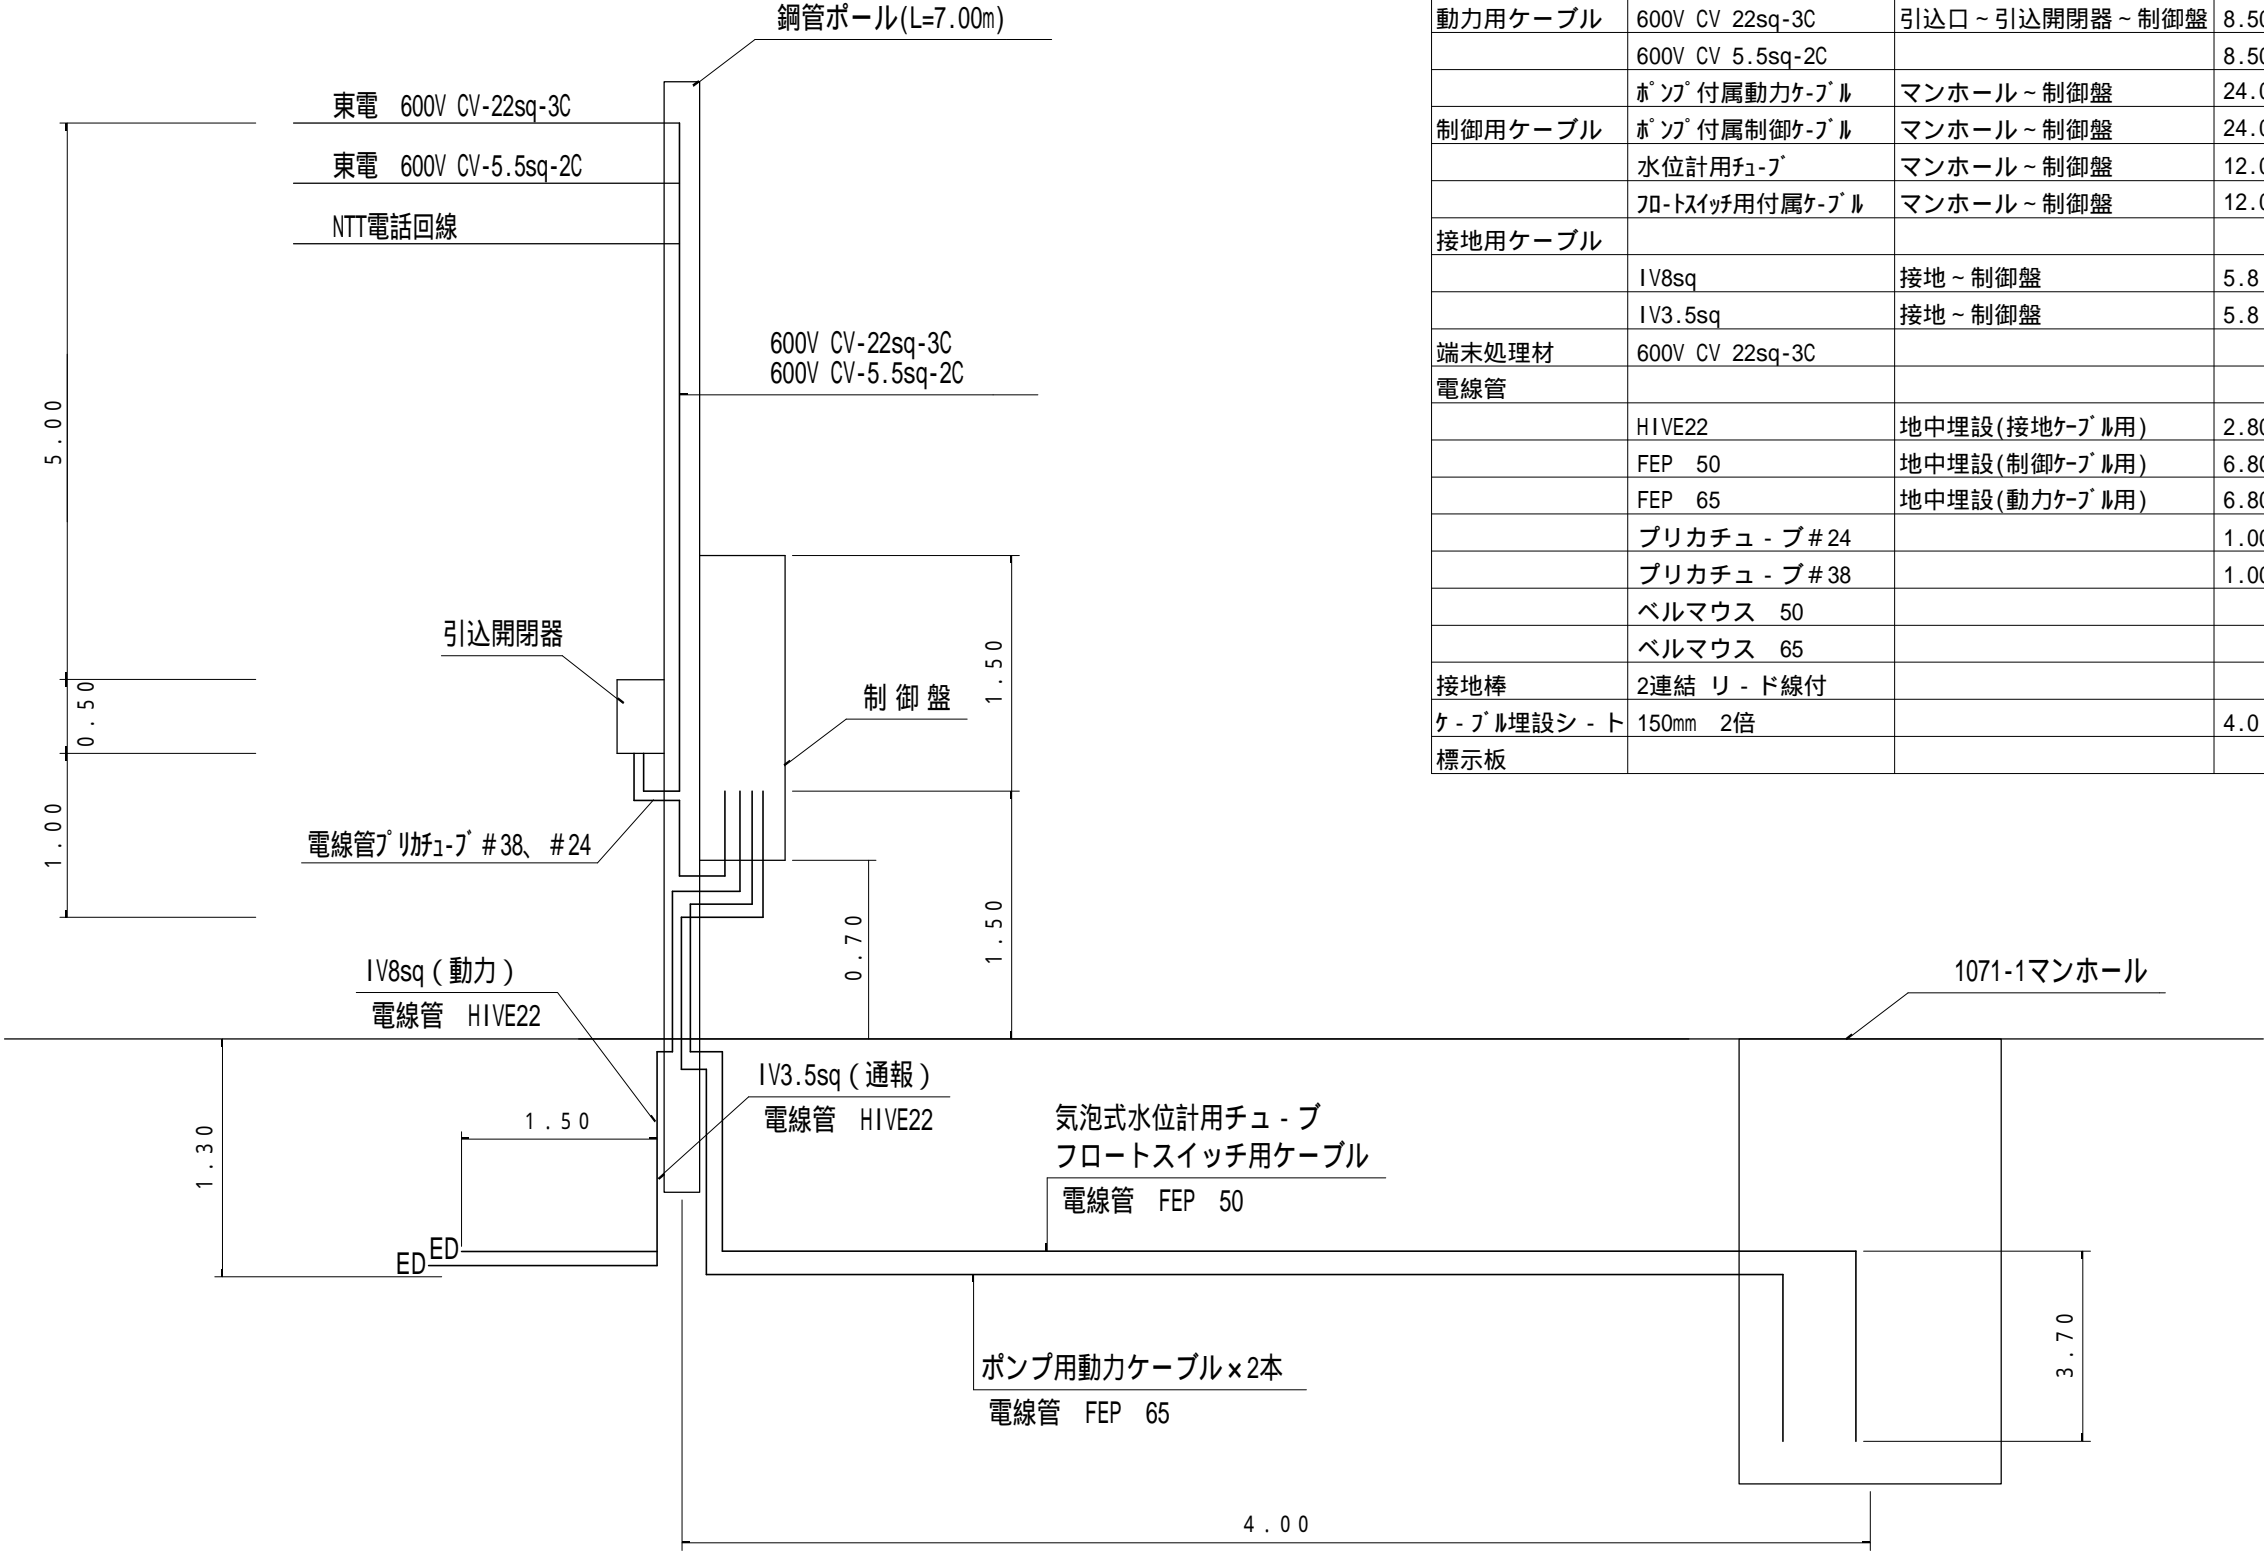 鋼管ポール(L=7.00m)
東電 600V CV-22sq-3C
東電 600V CV-5.5sq-2C
NTT電話回線
600V CV-22sq-3C
600V CV-5.5sq-2C
5.00
引込開閉器
0.50
制御盤
1.50
1.00
電線管プリカチューブ#38、#24
0.70
1.50
IV8sq(動力)
電線管 HIVE22
1071-1マンホール
IV3.5sq(通報)
電線管 HIVE22
1.50
1.30
気泡式水位計用チュ-ブ
フロートスイッチ用ケーブル
電線管 FEP 50
ED
ED
ポンプ用動力ケーブル×2本
電線管 FEP 65
3.70
4.00
動力用ケーブル 600V CV 22sq-3C 引込口~引込開閉器~制御盤
600V CV 5.5sq-2C
ポンプ付属動力ケーブル マンホール~制御盤
制御用ケーブル ポンプ付属制御ケーブル マンホール~制御盤
水位計用チューブ マンホール~制御盤
フロートスイッチ用付属ケーブル マンホール~制御盤
接地用ケーブル
IV8sq 接地~制御盤 5.8
IV3.5sq 接地~制御盤 5.8
端末処理材 600V CV 22sq-3C
電線管
HIVE22 地中埋設(接地ケーブル用)
FEP 50 地中埋設(制御ケーブル用)
FEP 65 地中埋設(動力ケーブル用)
プリカチュ-ブ#24
プリカチュ-ブ#38
ベルマウス 50
ベルマウス 65
接地棒 2連結 リ-ド線付
ケ-ブル埋設シ-ト 150mm 2倍 4.0
標示板